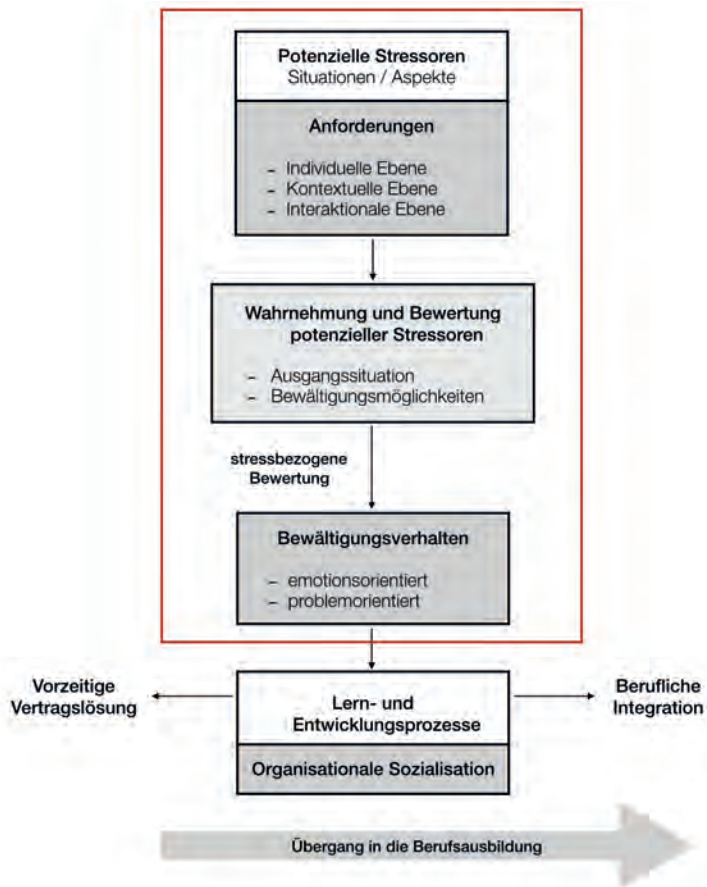 Potenzielle Stressoren
Situationen / Aspekte
Anforderungen
– Individuelle Ebene
– Kontextuelle Ebene
– Interaktionale Ebene
Wahrnehmung und Bewertung
potenzieller Stressoren
– Ausgangssituation
– Bewältigungsmöglichkeiten
stressbezogene
Bewertung
Bewältigungsverhalten
– emotionsorientiert
– problemorientiert
Vorzeitige
Vertragslösung
Lern- und
Entwicklungsprozesse
Organisationale Sozialisation
Berufliche
Integration
Übergang in die Berufsausbildung